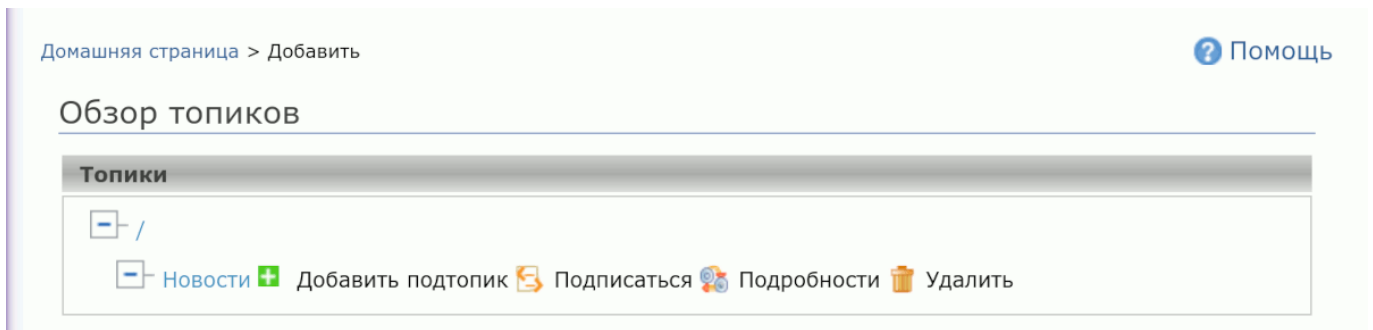 Домашняя страница > Добавить
Помощь
Обзор топиков
Топики
/
Новости Добавить подтопик Подписаться Подробности Удалить